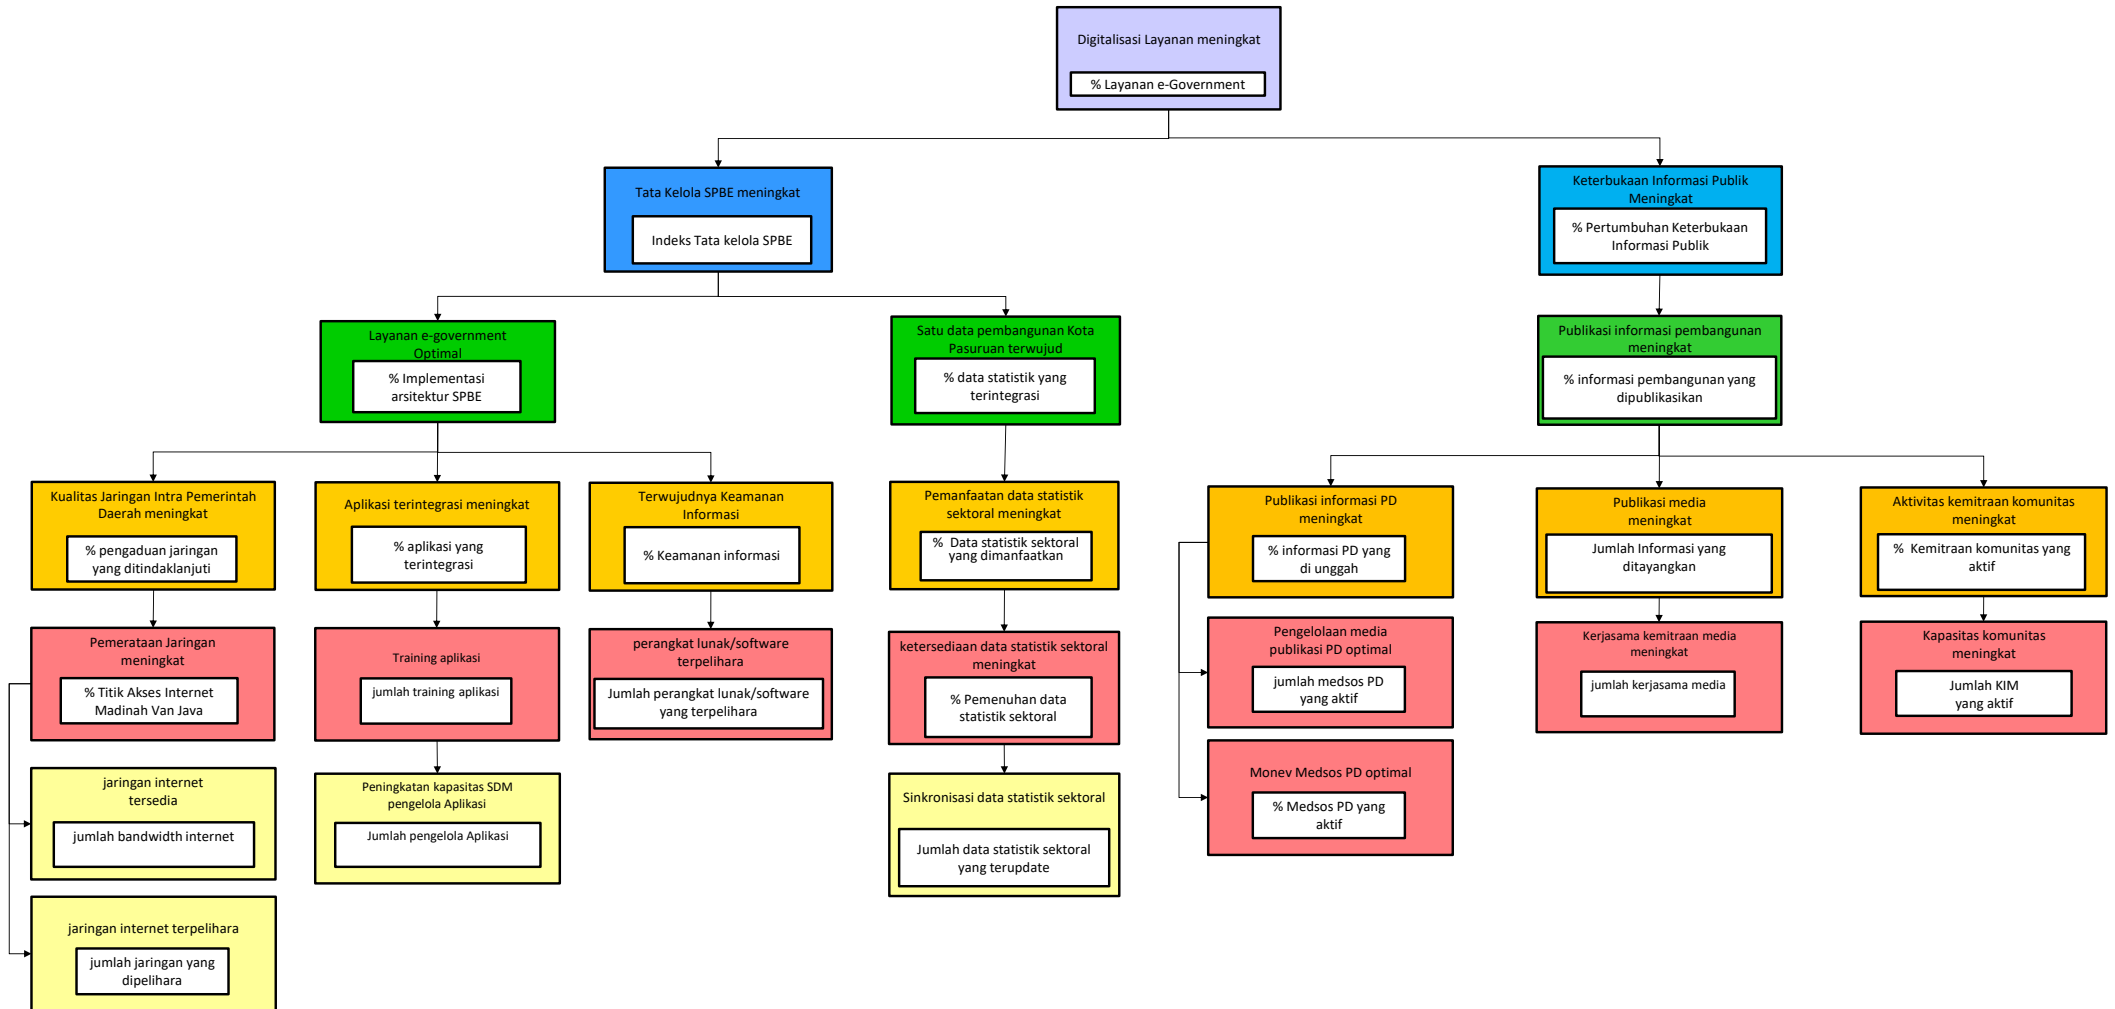 Digitalisasi Layanan meningkat
% Layanan e-Government
Tata Kelola SPBE meningkat
Indeks Tata kelola SPBE
Keterbukaan Informasi Publik
Meningkat
% Pertumbuhan Keterbukaan
Informasi Publik
Layanan e-government
Optimal
% Implementasi
arsitektur SPBE
Satu data pembangunan Kota
Pasuruan terwujud
% data statistik yang
terintegrasi
Publikasi informasi pembangunan
meningkat
% informasi pembangunan yang
dipublikasikan
Kualitas Jaringan Intra Pemerintah
Daerah meningkat
% pengaduan jaringan
yang ditindaklanjuti
Aplikasi terintegrasi meningkat
% aplikasi yang
terintegrasi
Terwujudnya Keamanan
Informasi
% Keamanan informasi
Pemanfaatan data statistik
sektoral meningkat
% Data statistik sektoral
yang dimanfaatkan
Publikasi informasi PD
meningkat
% informasi PD yang
di unggah
Publikasi media
meningkat
Jumlah Informasi yang
ditayangkan
Aktivitas kemitraan komunitas
meningkat
% Kemitraan komunitas yang
aktif
Pemerataan Jaringan
meningkat
% Titik Akses Internet
Madinah Van Java
Training aplikasi
jumlah training aplikasi
perangkat lunak/software
terpelihara
Jumlah perangkat lunak/software
yang terpelihara
ketersediaan data statistik sektoral
meningkat
% Pemenuhan data
statistik sektoral
Pengelolaan media
publikasi PD optimal
jumlah medsos PD
yang aktif
Kerjasama kemitraan media
meningkat
jumlah kerjasama media
Kapasitas komunitas
meningkat
Jumlah KIM
yang aktif
jaringan internet
tersedia
jumlah bandwidth internet
Peningkatan kapasitas SDM
pengelola Aplikasi
Jumlah pengelola Aplikasi
Sinkronisasi data statistik sektoral
Jumlah data statistik sektoral
yang terupdate
Monev Medsos PD optimal
% Medsos PD yang
aktif
jaringan internet terpelihara
jumlah jaringan yang
dipelihara